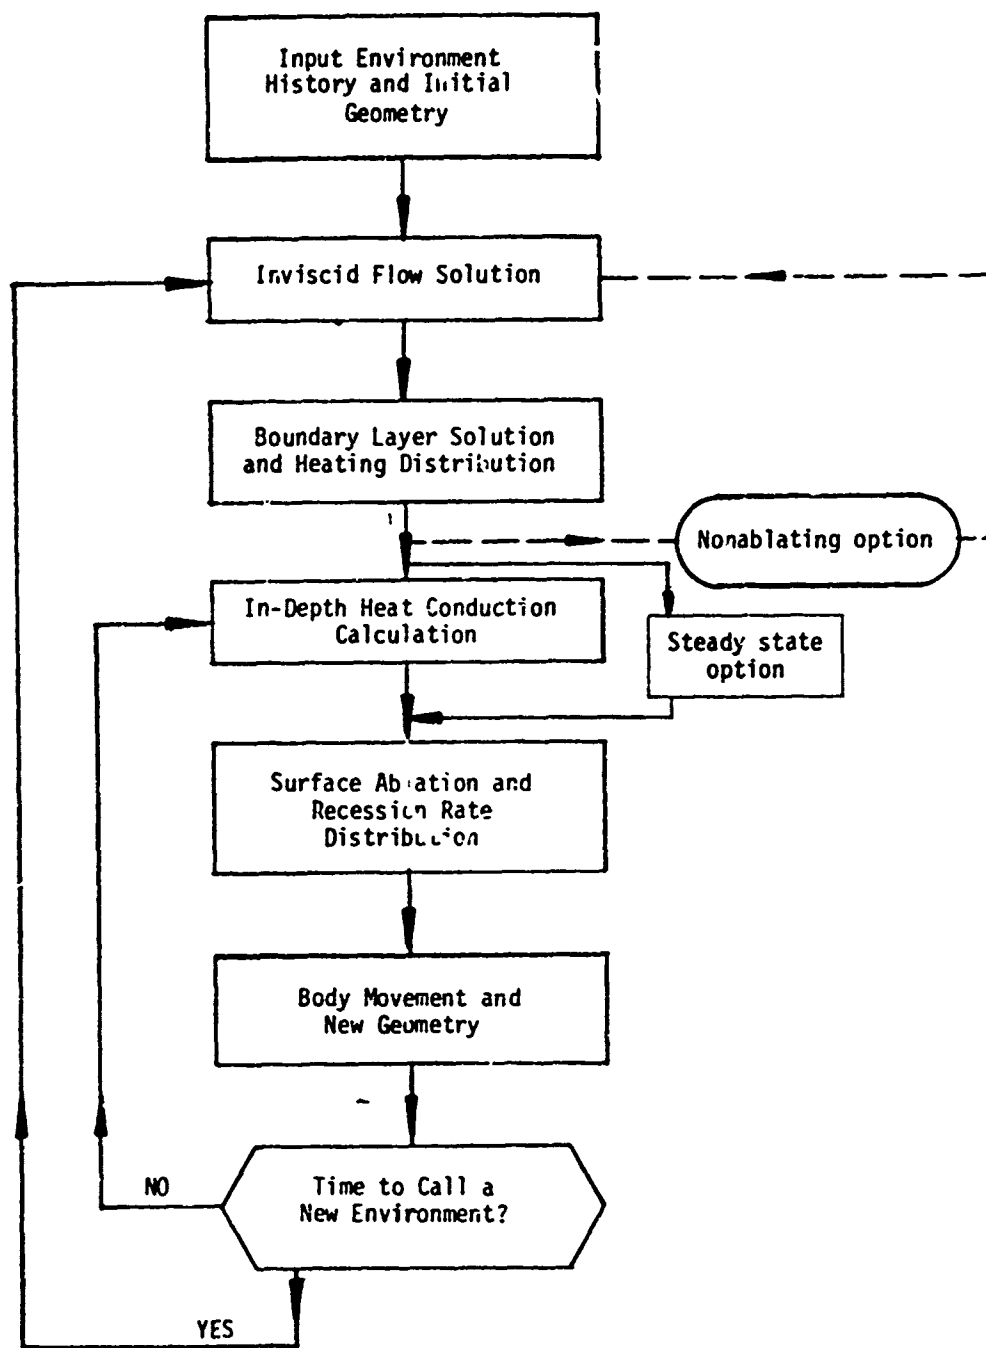 Input Environment
History and Initial
Geometry
Inviscid Flow Solution
Boundary Layer Solution
and Heating Distribution
Nonablating option
In-Depth Heat Conduction
Calculation
Steady state
option
Surface Ablation and
Recession Rate
Distribution
Body Movement and
New Geometry
Time to Call a
New Environment?
NO
YES